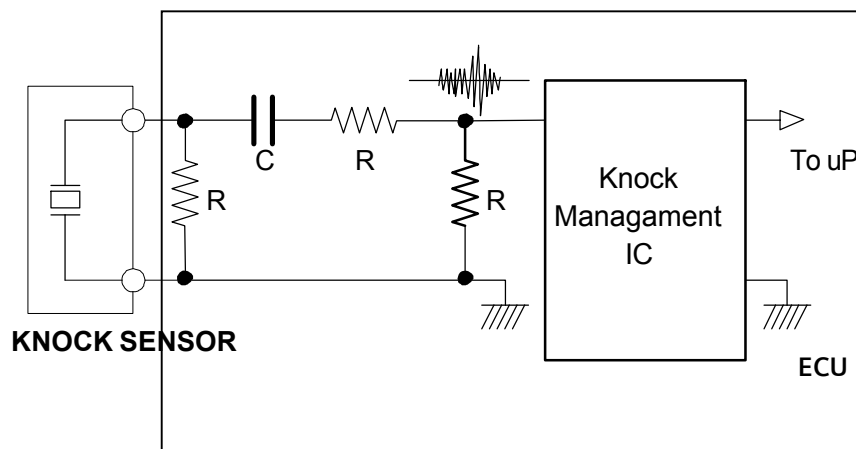 C
R
R
R
KNOCK SENSOR
Knock
Managament
IC
To uP
ECU